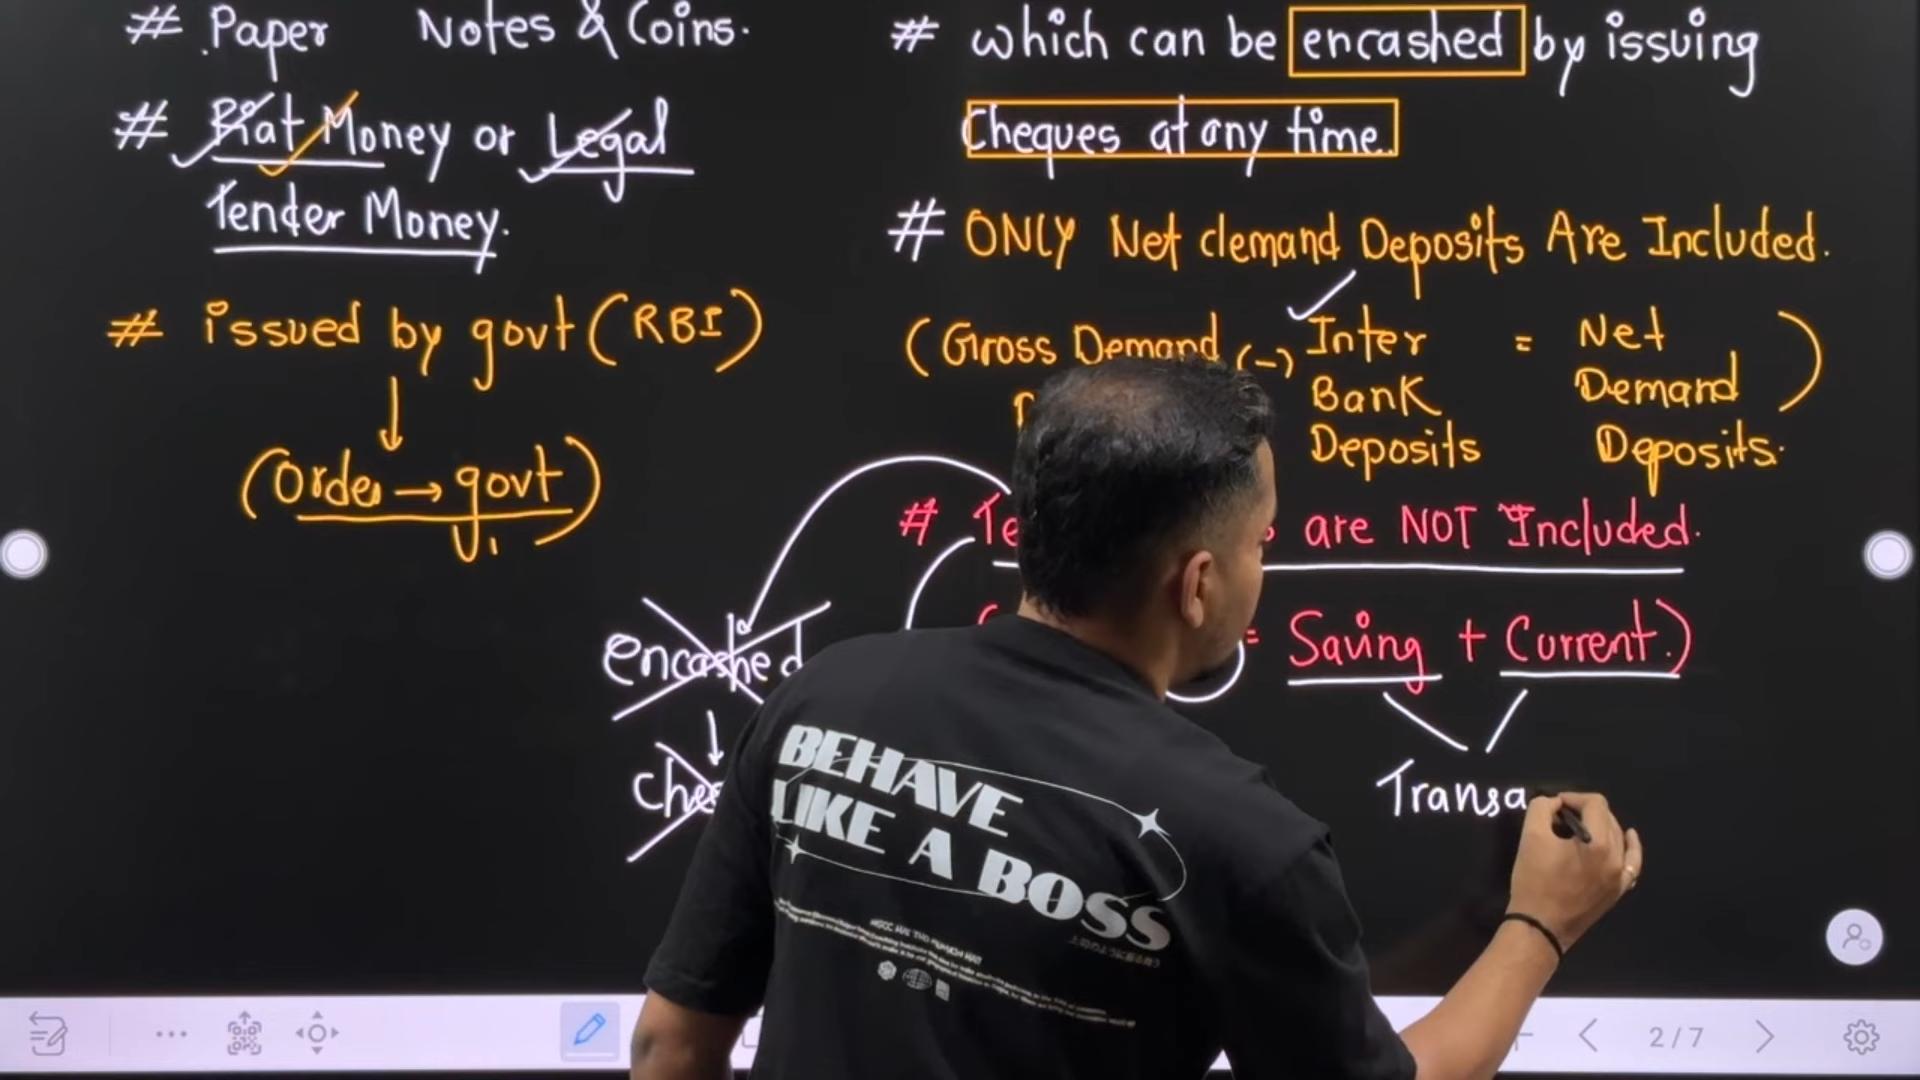 # Paper Notes & Coins.
# Fiat Money or Legal
Tender Money.
# issued by govt (RBI)
(Order → govt)
encashed
# which can be encashed by issuing
Cheques at any time.
# ONLY Net demand Deposits Are Included.
(Gross Demand (-) Inter = Net
Bank Demand )
Deposits Deposits.
# are NOT Included.
= Saving + Current.)
Transa
BEHAVE
LIKE A BOSS
2/7